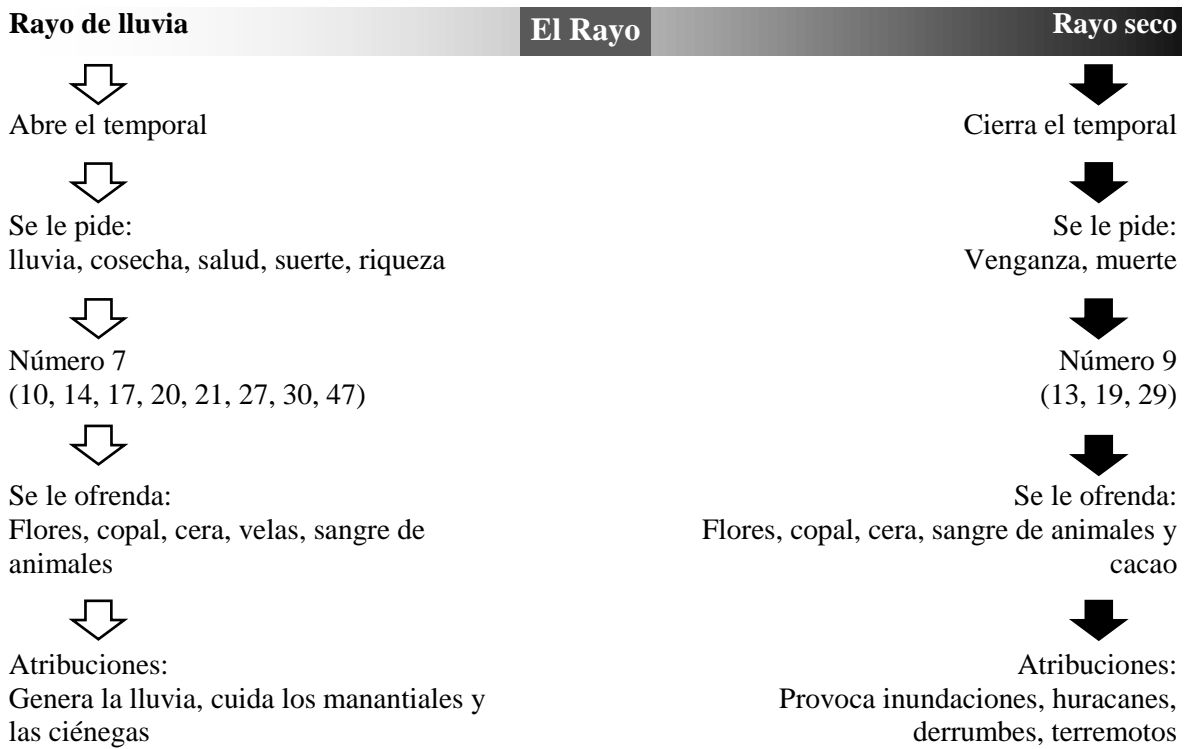 Rayo de lluvia
El Rayo
Rayo seco
Abre el temporal
Cierra el temporal
Se le pide:
lluvia, cosecha, salud, suerte, riqueza
Se le pide:
Venganza, muerte
Número 7
(10, 14, 17, 20, 21, 27, 30, 47)
Número 9
(13, 19, 29)
Se le ofrenda:
Flores, copal, cera, velas, sangre de
animales
Se le ofrenda:
Flores, copal, cera, sangre de animales y
cacao
Atribuciones:
Genera la lluvia, cuida los manantiales y
las ciénegas
Atribuciones:
Provoca inundaciones, huracanes,
derrumbes, terremotos